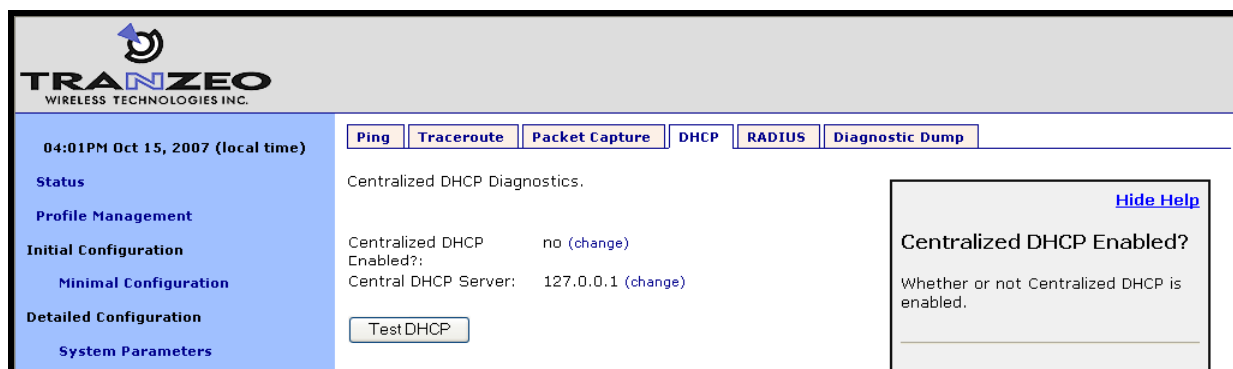 TRANZEO
WIRELESS TECHNOLOGIES INC.
04:01PM Oct 15, 2007 (local time)
Status
Profile Management
Initial Configuration
Minimal Configuration
Detailed Configuration
System Parameters
Ping
Traceroute
Packet Capture
DHCP
RADIUS
Diagnostic Dump
Centralized DHCP Diagnostics.
Centralized DHCP
Enabled?:
no (change)
Central DHCP Server:
127.0.0.1 (change)
Test DHCP
Hide Help
Centralized DHCP Enabled?
Whether or not Centralized DHCP is
enabled.